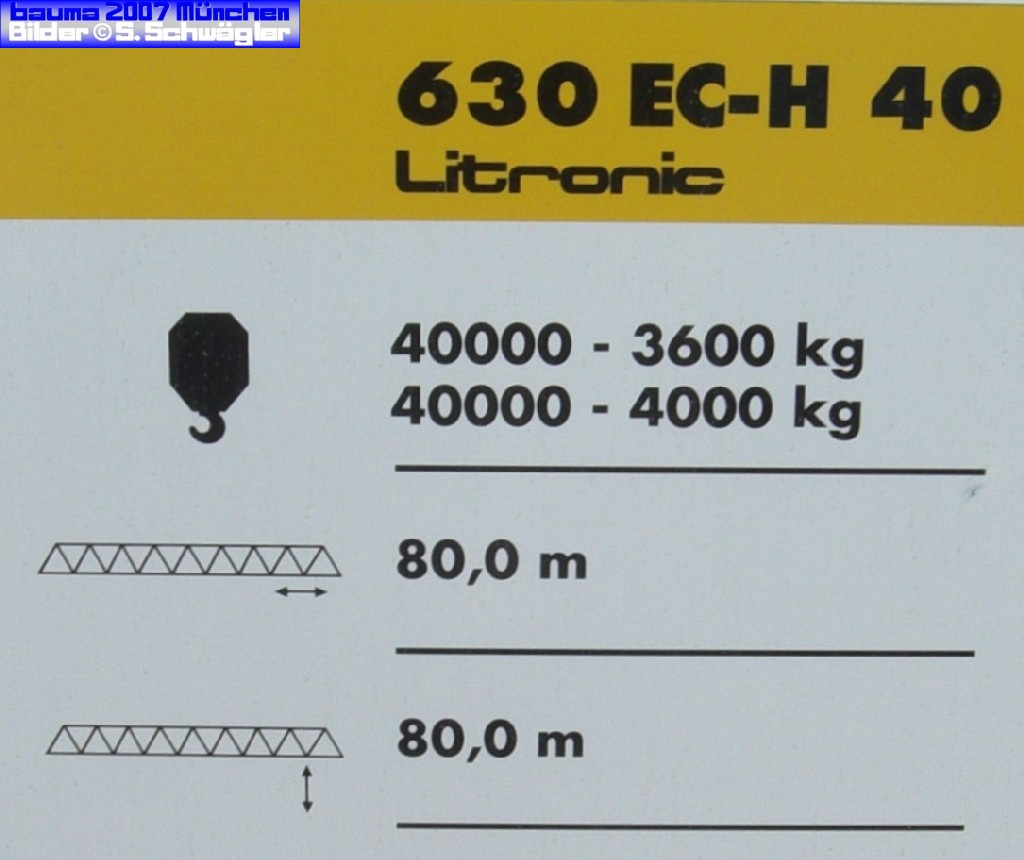 bauma 2007 München
Bilder © S. Schwägler
630 EC-H 40
Litronic
40000 - 3600 kg
40000 - 4000 kg
80,0 m
80,0 m